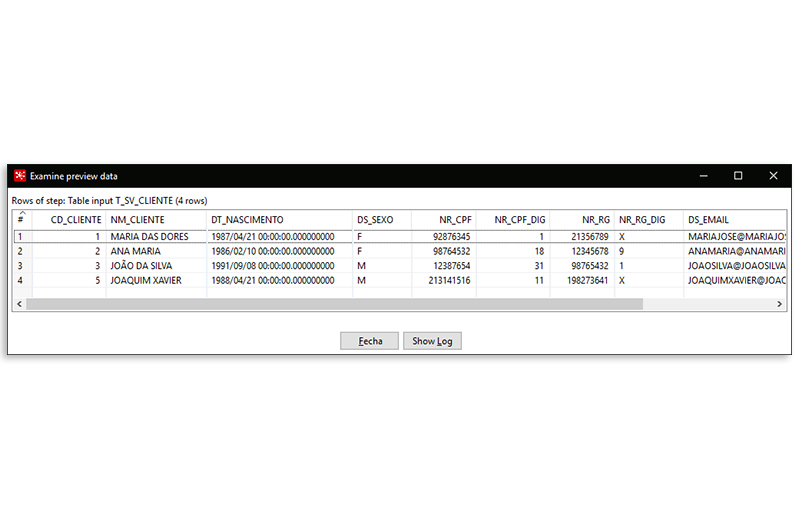 Examine preview data
Rows of step: Table input T_SV_CLIENTE (4 rows)
# CD_CLIENTE NM_CLIENTE DT_NASCIMENTO DS_SEXO NR_CPF NR_CPF_DIG NR_RG NR_RG_DIG DS_EMAIL
1 1 MARIA DAS DORES 1987/04/21 00:00:00.000000000 F 92876345 1 21356789 X MARIAJOSE@MARIAJOS
2 2 ANA MARIA 1986/02/10 00:00:00.000000000 F 98764532 18 12345678 9 ANAMARIA@ANAMARI
3 3 JOÃO DA SILVA 1991/09/08 00:00:00.000000000 M 12387654 31 98765432 1 JOAOSILVA@JOAOSILVA
4 5 JOAQUIM XAVIER 1988/04/21 00:00:00.000000000 M 213141516 11 198273641 X JOAQUIMXAVIER@JOAC
Fecha Show Log